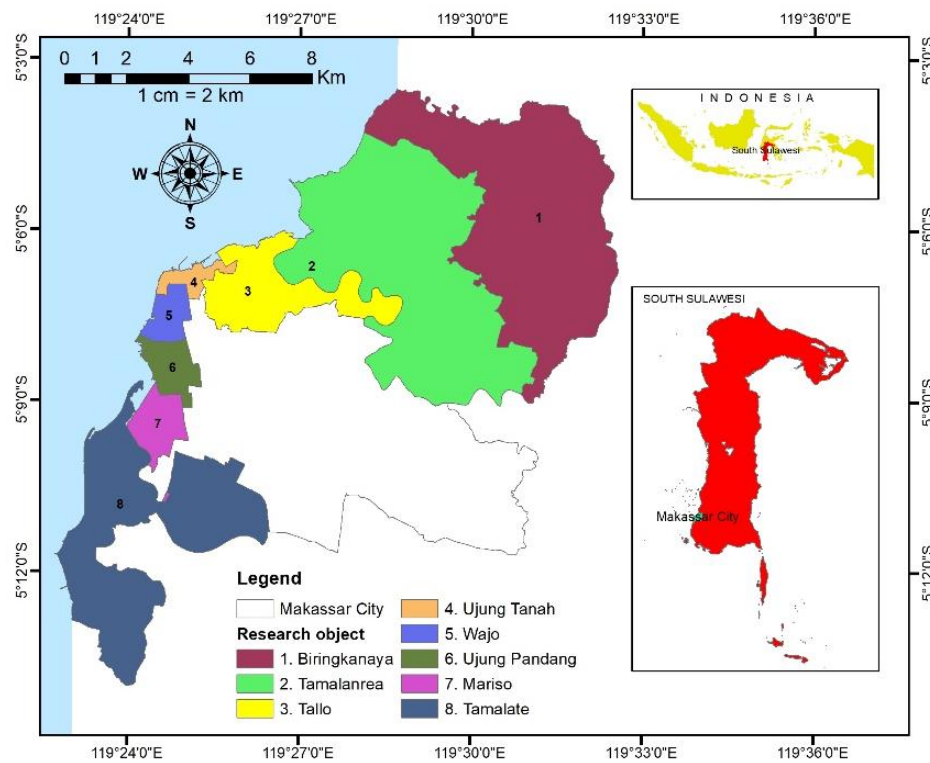 119°24'0"E 119°27'0"E 119°30'0"E 119°33'0"E 119°36'0"E
5°3'0"S 5°3'0"S
0 1 2 4 6 8
Km
1 cm = 2 km
N
W E
S
INDONESIA
South Sulawesi
5°6'0"S 5°6'0"S
1
2
3
4
5
6
7
8
SOUTH SULAWESI
Makassar City
5°9'0"S 5°9'0"S
5°12'0"S 5°12'0"S
Legend
Makassar City
Research object
1. Biringkanaya
2. Tamalanrea
3. Tallo
4. Ujung Tanah
5. Wajo
6. Ujung Pandang
7. Mariso
8. Tamalate
119°24'0"E 119°27'0"E 119°30'0"E 119°33'0"E 119°36'0"E